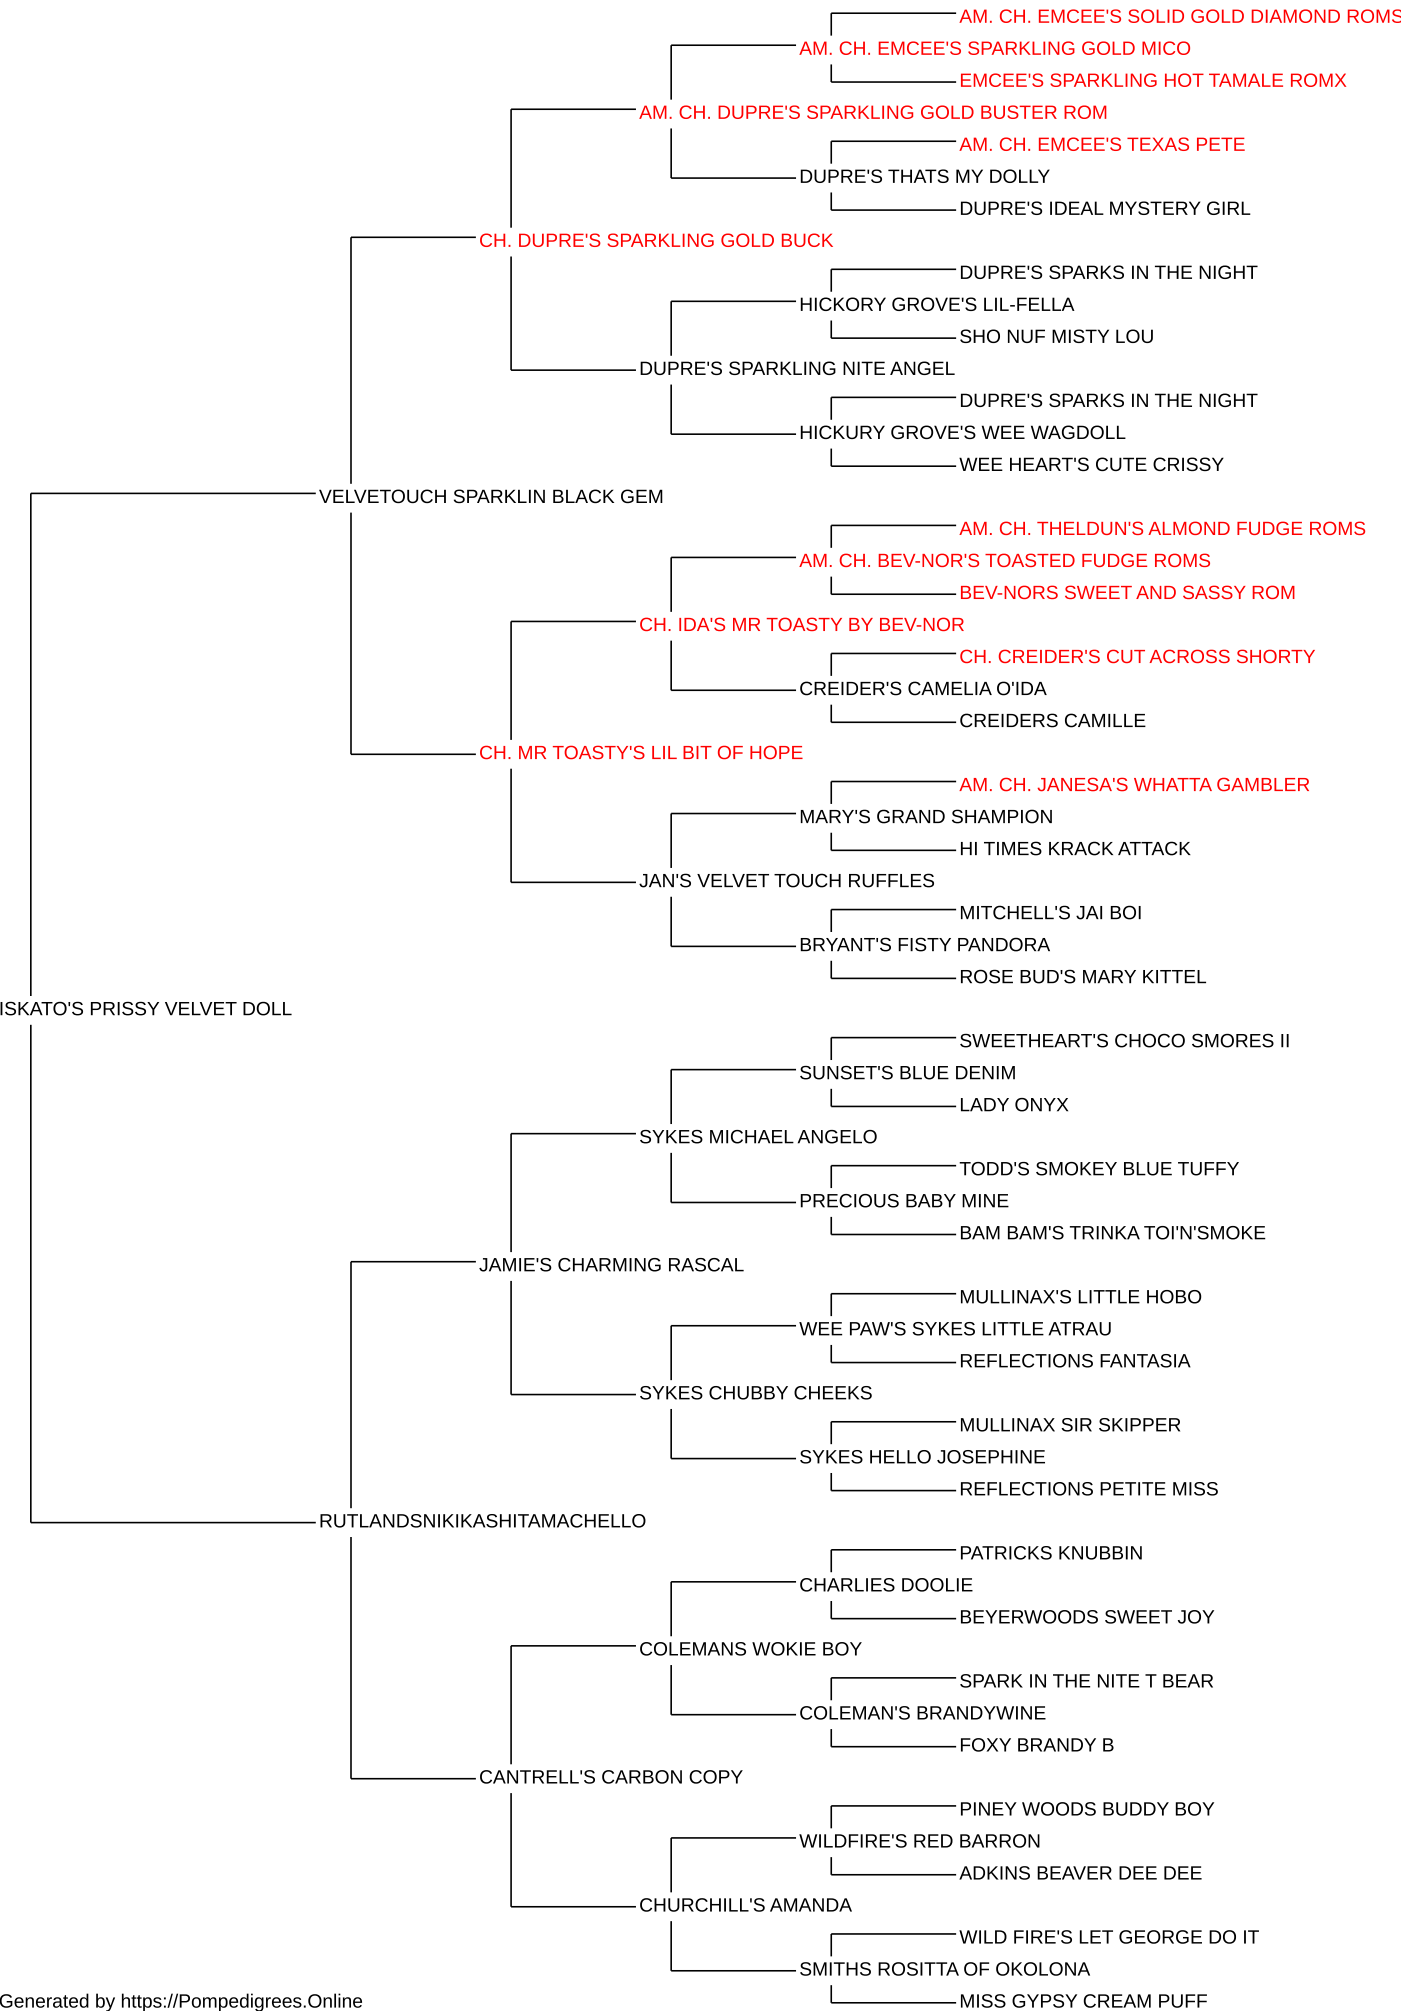 AM. CH. EMCEE'S SOLID GOLD DIAMOND ROMS
AM. CH. EMCEE'S SPARKLING GOLD MICO
EMCEE'S SPARKLING HOT TAMALE ROMX
AM. CH. DUPRE'S SPARKLING GOLD BUSTER ROM
AM. CH. EMCEE'S TEXAS PETE
DUPRE'S THATS MY DOLLY
DUPRE'S IDEAL MYSTERY GIRL
CH. DUPRE'S SPARKLING GOLD BUCK
DUPRE'S SPARKS IN THE NIGHT
HICKORY GROVE'S LIL-FELLA
SHO NUF MISTY LOU
DUPRE'S SPARKLING NITE ANGEL
DUPRE'S SPARKS IN THE NIGHT
HICKURY GROVE'S WEE WAGDOLL
WEE HEART'S CUTE CRISSY
VELVETOUCH SPARKLIN BLACK GEM
AM. CH. THELDUN'S ALMOND FUDGE ROMS
AM. CH. BEV-NOR'S TOASTED FUDGE ROMS
BEV-NORS SWEET AND SASSY ROM
CH. IDA'S MR TOASTY BY BEV-NOR
CH. CREIDER'S CUT ACROSS SHORTY
CREIDER'S CAMELIA O'IDA
CREIDERS CAMILLE
CH. MR TOASTY'S LIL BIT OF HOPE
AM. CH. JANESA'S WHATTA GAMBLER
MARY'S GRAND SHAMPION
HI TIMES KRACK ATTACK
JAN'S VELVET TOUCH RUFFLES
MITCHELL'S JAI BOI
BRYANT'S FISTY PANDORA
ROSE BUD'S MARY KITTEL
ISKATO'S PRISSY VELVET DOLL
SWEETHEART'S CHOCO SMORES II
SUNSET'S BLUE DENIM
LADY ONYX
SYKES MICHAEL ANGELO
TODD'S SMOKEY BLUE TUFFY
PRECIOUS BABY MINE
BAM BAM'S TRINKA TOI'N'SMOKE
JAMIE'S CHARMING RASCAL
MULLINAX'S LITTLE HOBO
WEE PAW'S SYKES LITTLE ATRAU
REFLECTIONS FANTASIA
SYKES CHUBBY CHEEKS
MULLINAX SIR SKIPPER
SYKES HELLO JOSEPHINE
REFLECTIONS PETITE MISS
RUTLANDSNIKIKASHITAMACHELLO
PATRICKS KNUBBIN
CHARLIES DOOLIE
BEYERWOODS SWEET JOY
COLEMANS WOKIE BOY
SPARK IN THE NITE T BEAR
COLEMAN'S BRANDYWINE
FOXY BRANDY B
CANTRELL'S CARBON COPY
PINEY WOODS BUDDY BOY
WILDFIRE'S RED BARRON
ADKINS BEAVER DEE DEE
CHURCHILL'S AMANDA
WILD FIRE'S LET GEORGE DO IT
SMITHS ROSITTA OF OKOLONA
MISS GYPSY CREAM PUFF
Generated by https://Pompedigrees.Online